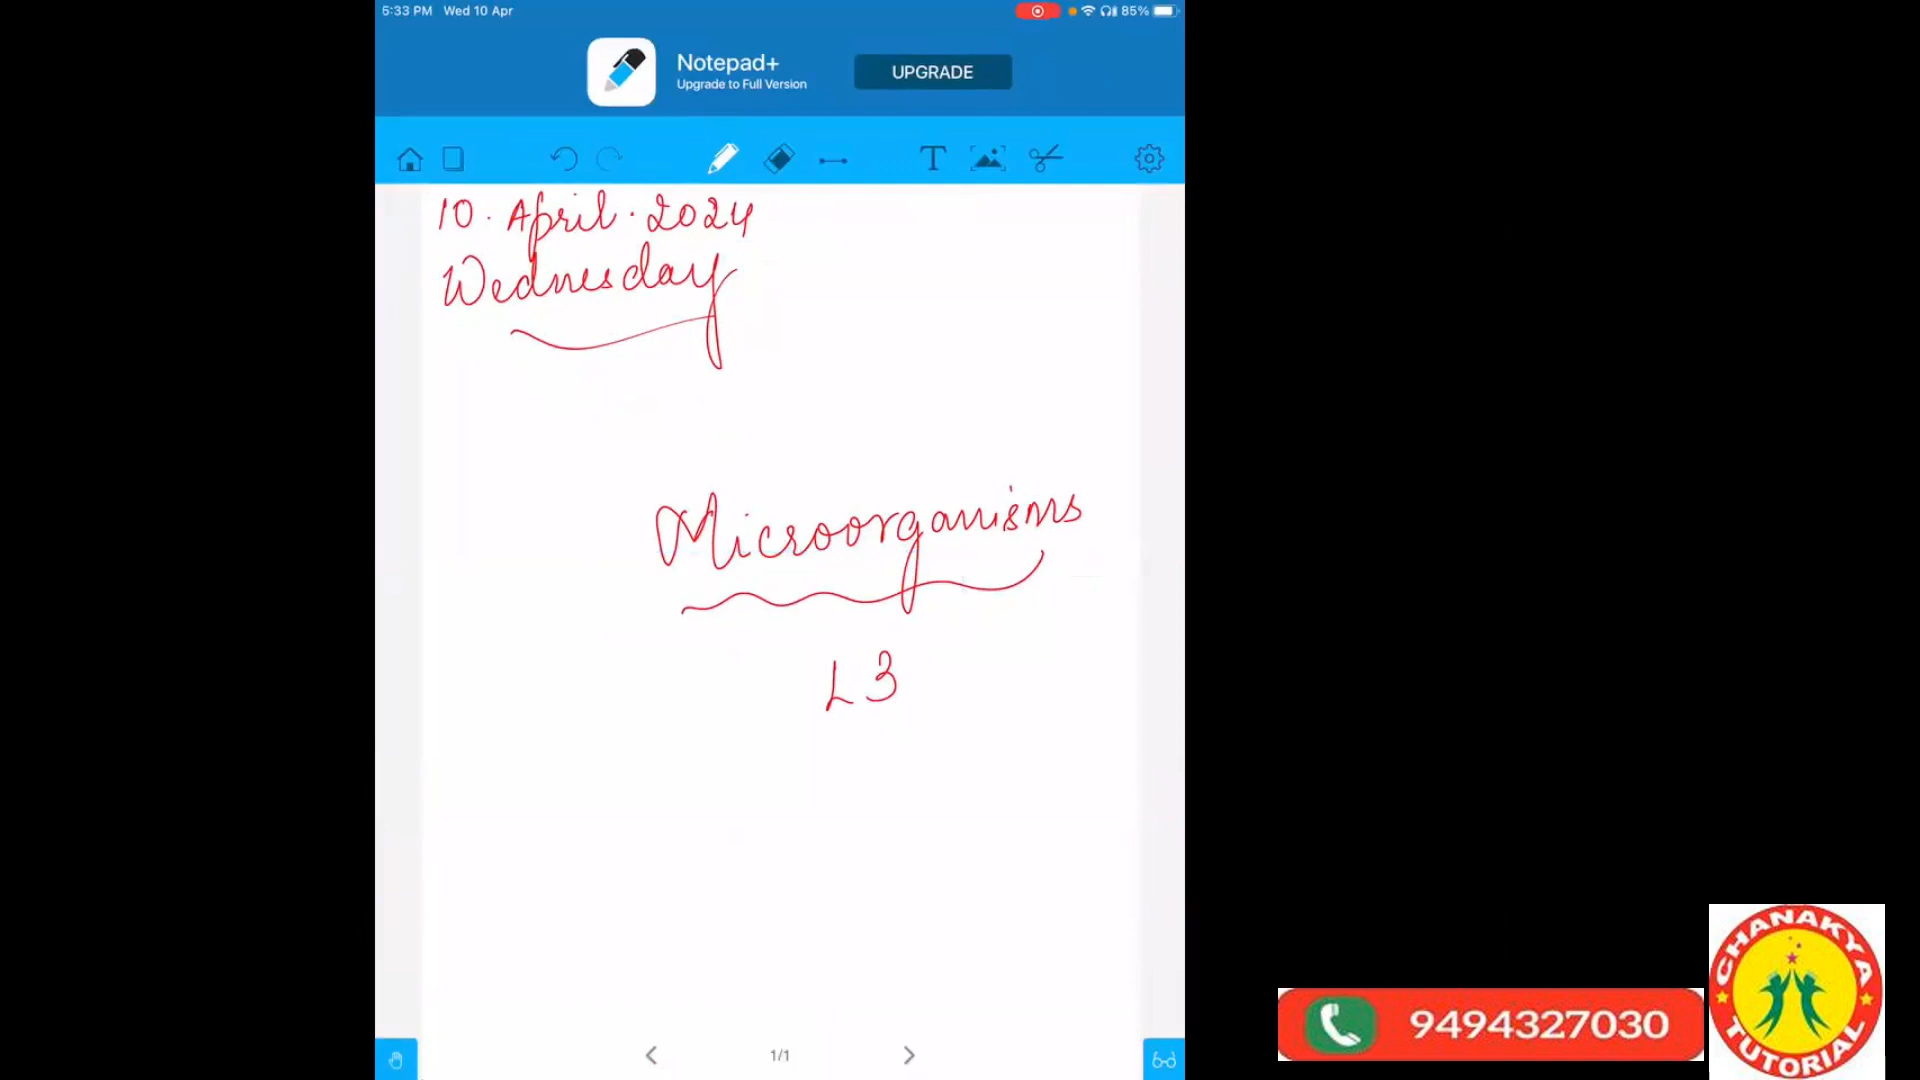 5:33 PM Wed 10 Apr 85%
Notepad+
Upgrade to Full Version
UPGRADE
T
10. April. 2024
Wednesday
Microorganisms
L3
1/1
9494327030
CHANAKYA
TUTORIAL